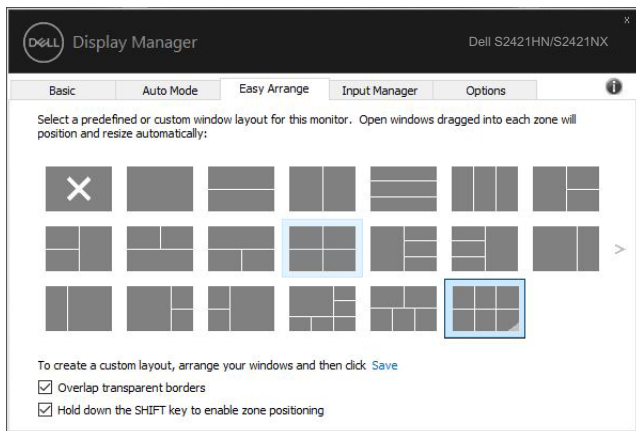 DELL Display Manager
x
Dell S2421HN/S2421NX
Basic Auto Mode Easy Arrange Input Manager Options
Select a predefined or custom window layout for this monitor. Open windows dragged into each zone will
position and resize automatically:
>
To create a custom layout, arrange your windows and then click Save
Overlap transparent borders
Hold down the SHIFT key to enable zone positioning